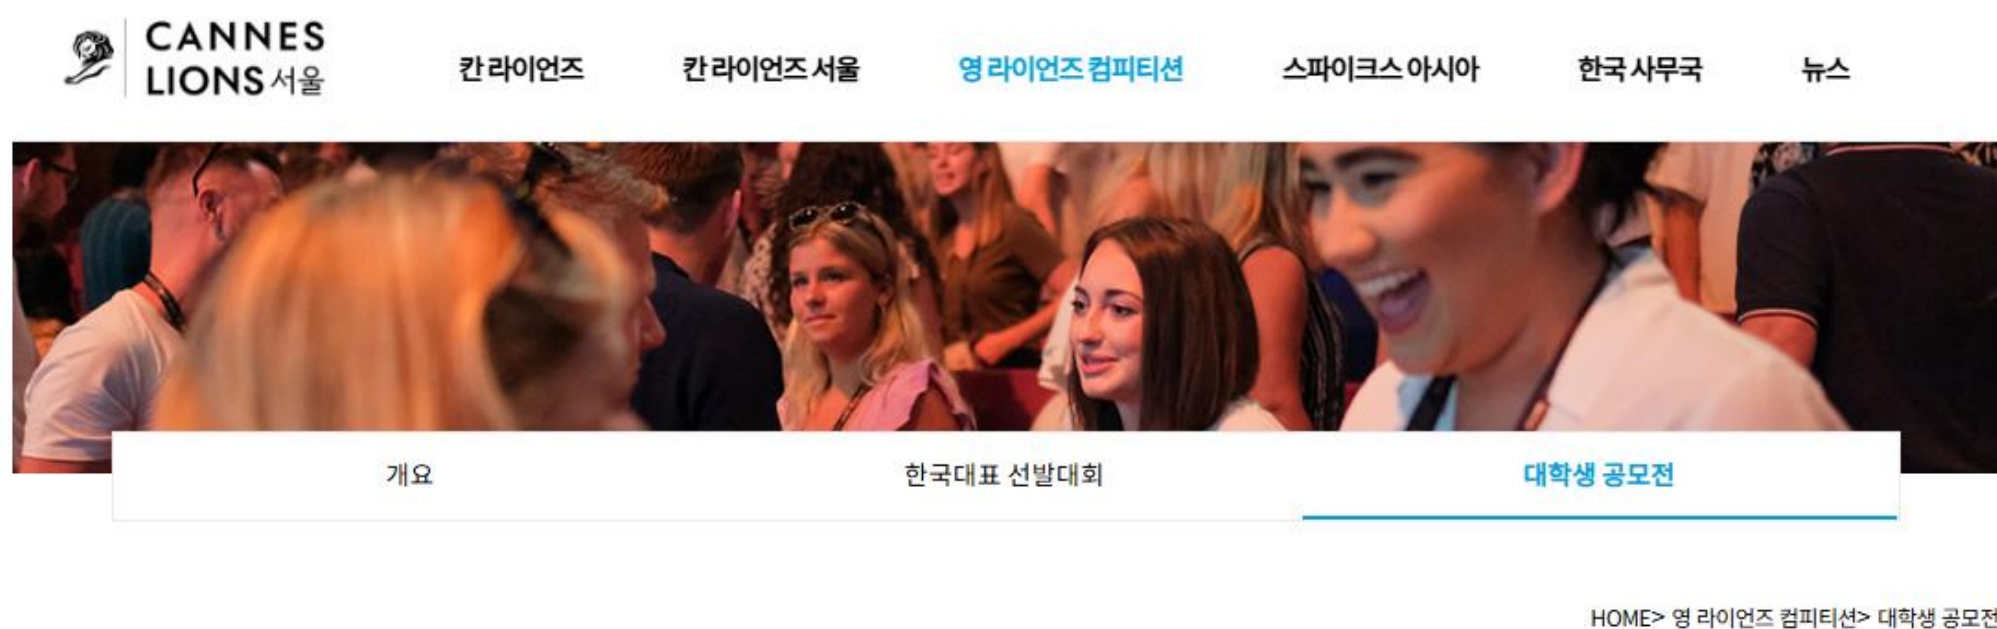 CANNES
LIONS 서울
칸 라이언즈
칸 라이언즈 서울
영 라이언즈 컴피티션
스파이크스 아시아
한국 사무국
뉴스
개요
한국대표 선발대회
대학생 공모전
HOME> 영 라이언즈 컴피티션> 대학생 공모전